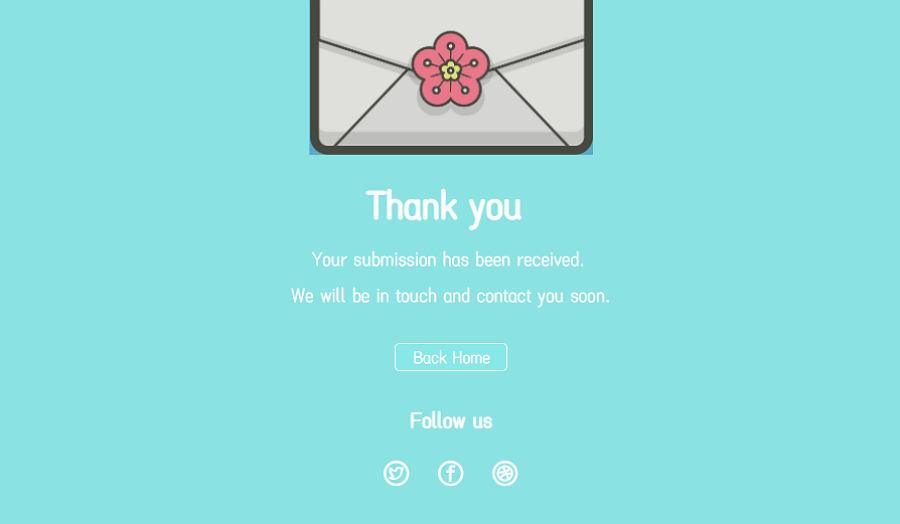 Thank you
Your submission has been received.
We will be in touch and contact you soon.
Back Home
Follow us